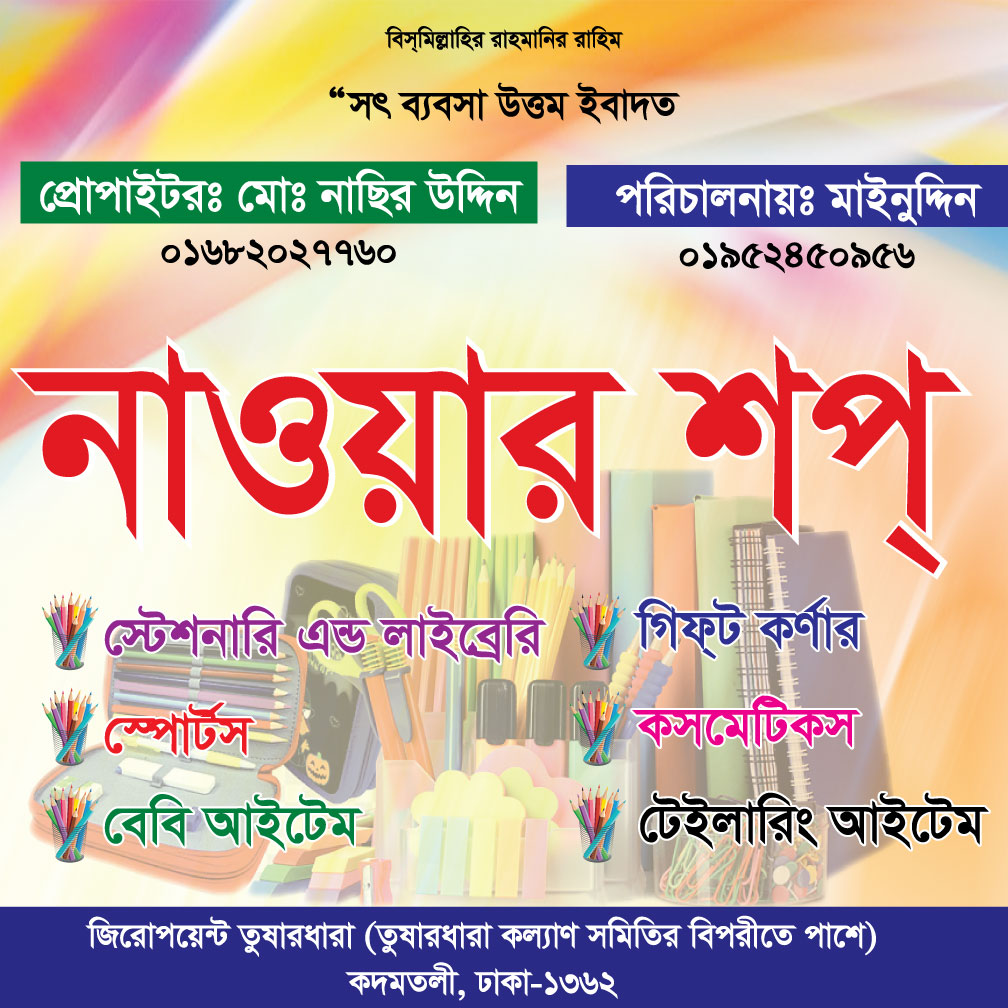 বিস্‌মিল্লাহির রাহমানির রাহিম
“সৎ ব্যবসা উত্তম ইবাদত
প্রোপাইটরঃ মোঃ নাছির উদ্দিন
০১৬৮২০২৭৭৬০
পরিচালনায়ঃ মাইনুদ্দিন
০১৯৫২৪৫০৯৫৬
নাওয়ার শপ্
স্টেশনারি এন্ড লাইব্রেরি
গিফ্‌ট কর্ণার
স্পোর্টস
কসমেটিকস
বেবি আইটেম
টেইলারিং আইটেম
জিরোপয়েন্ট তুষারধারা (তুষারধারা কল্যাণ সমিতির বিপরীতে পাশে)
কদমতলী, ঢাকা-১৩৬২